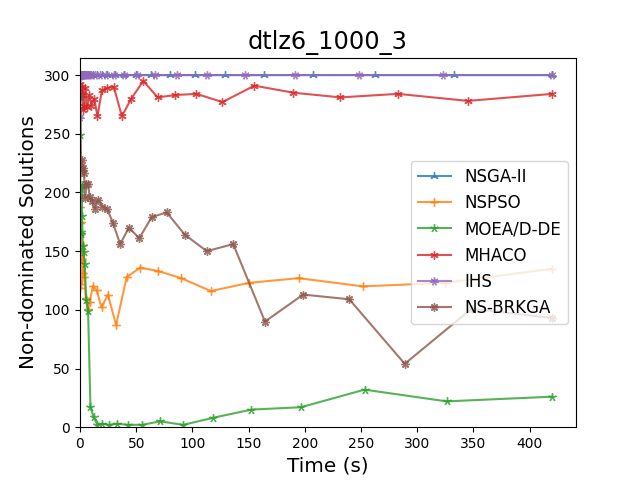 dtlz6_1000_3
Non-dominated Solutions
300
250
200
150
100
50
0
0 50 100 150 200 250 300 350 400
Time (s)
NSGA-II
NSPSO
MOEA/D-DE
MHACO
IHS
NS-BRKGA